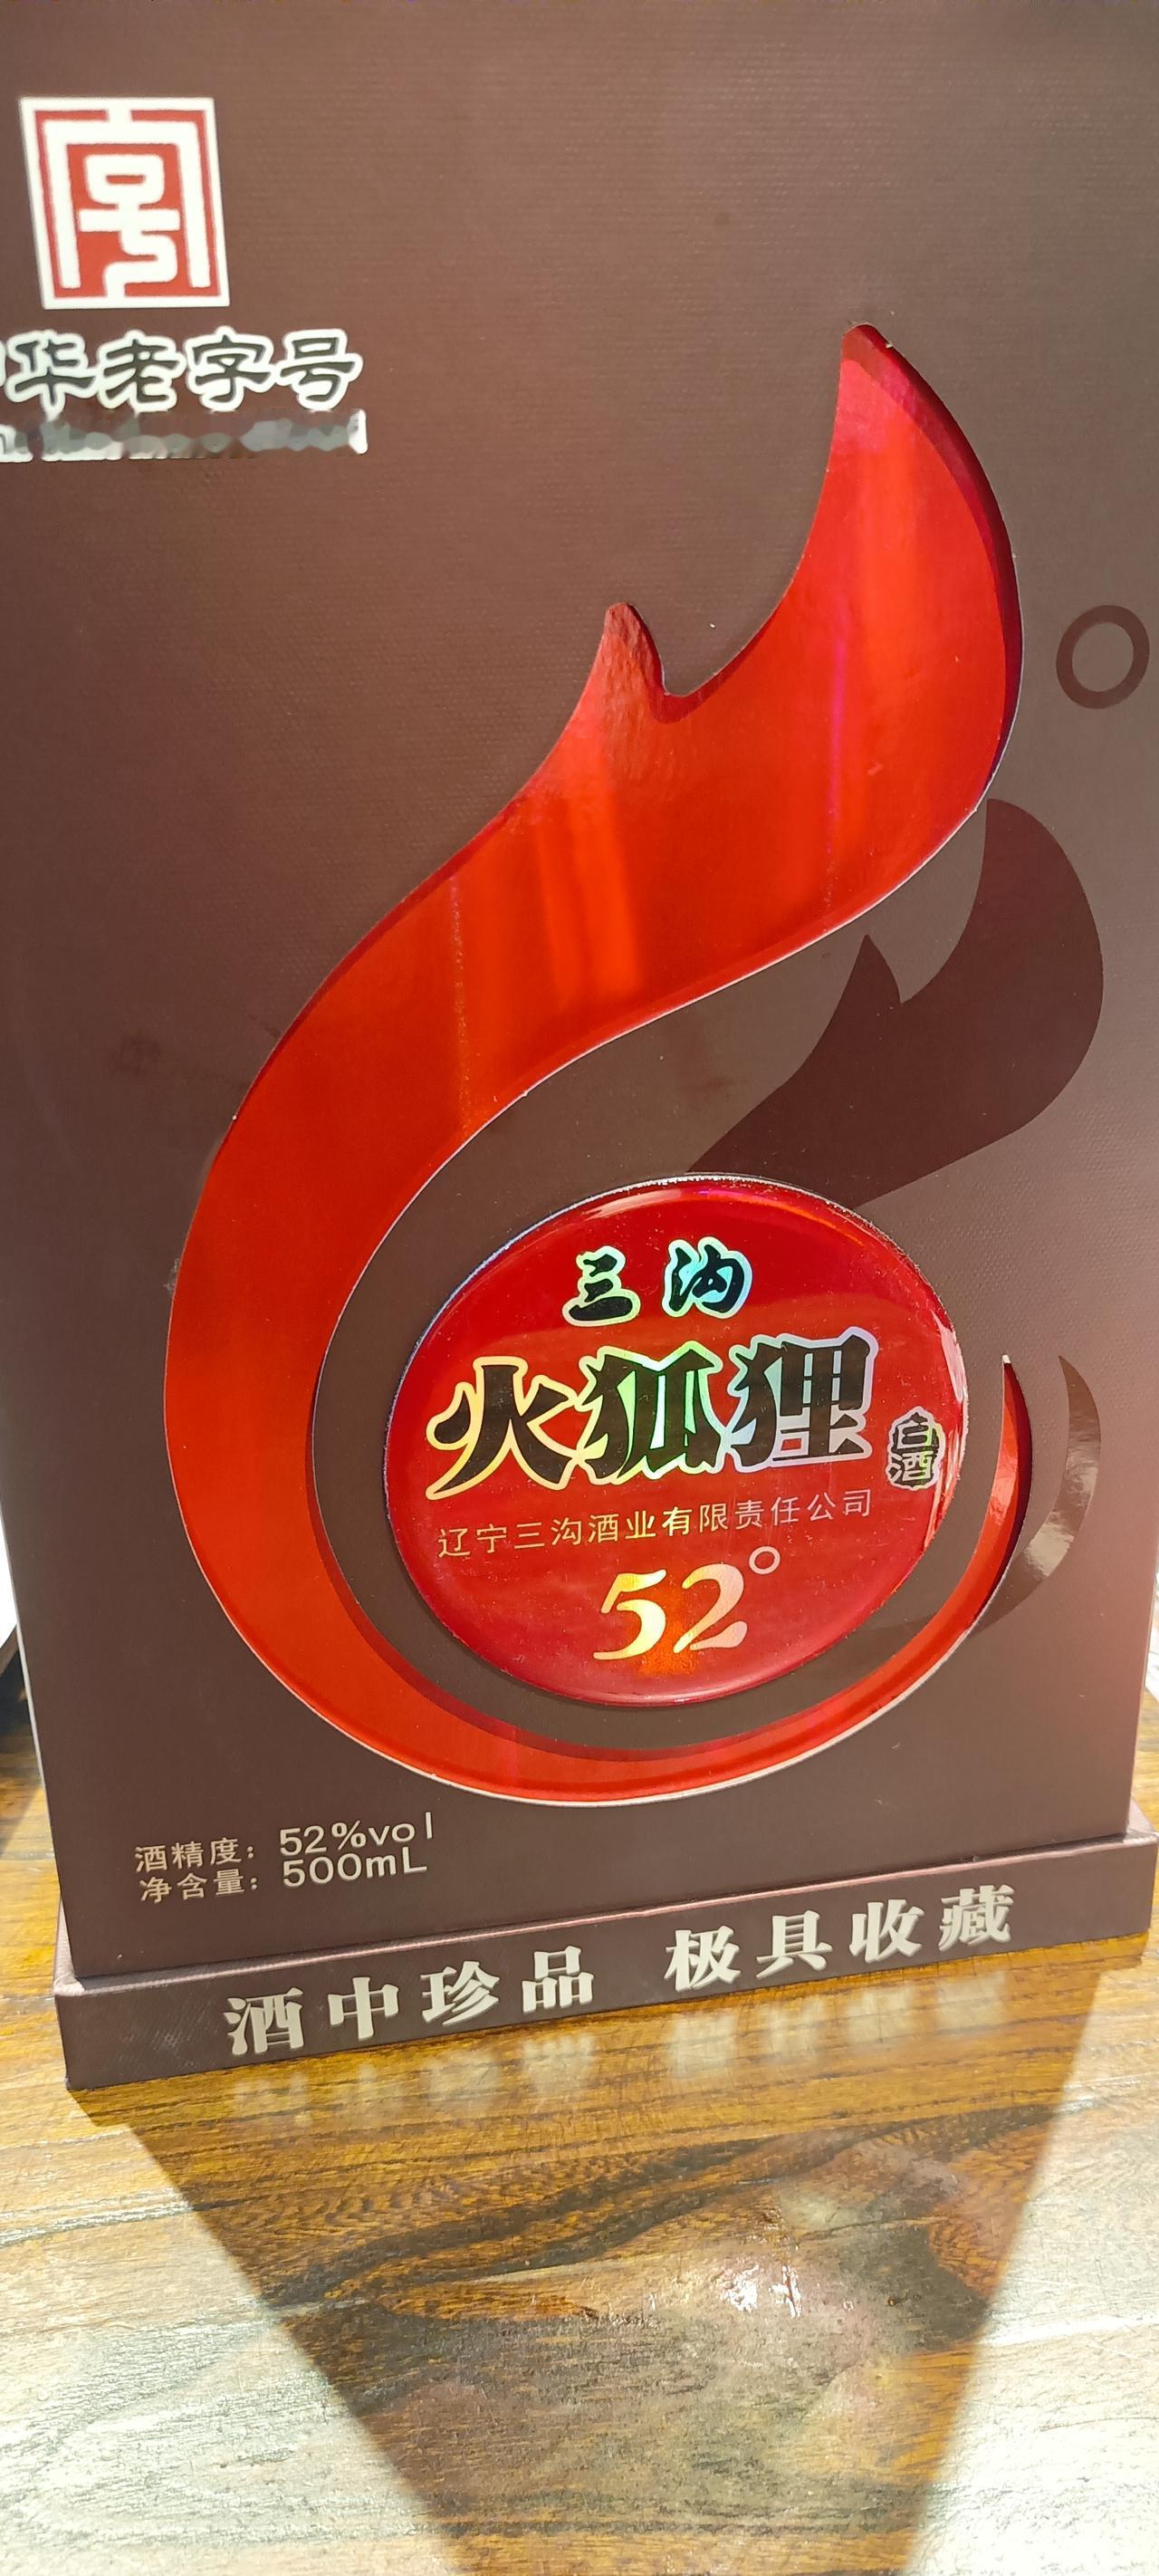 字号
华老字号
三沟
火狐狸
白酒
辽宁三沟酒业有限责任公司
52°
酒精度：52%vol
净含量：500mL
酒中珍品 极具收藏